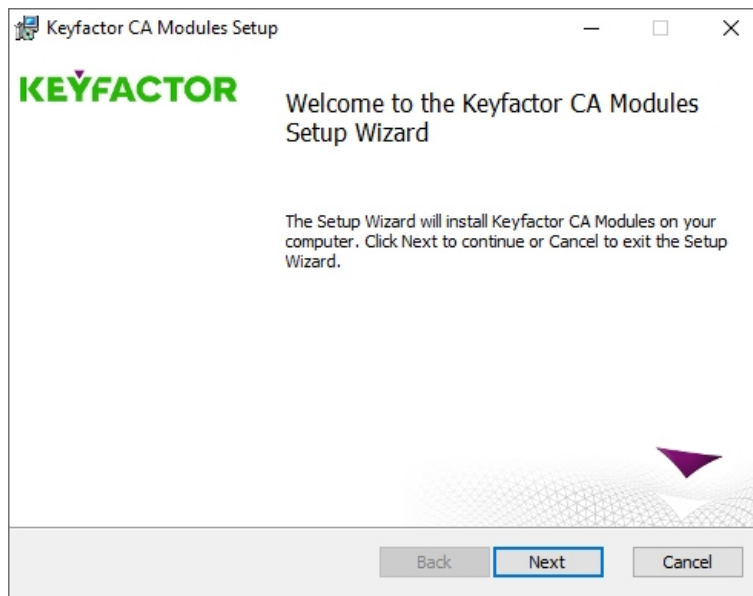 Keyfactor CA Modules Setup
KEYFACTOR
Welcome to the Keyfactor CA Modules
Setup Wizard
The Setup Wizard will install Keyfactor CA Modules on your
computer. Click Next to continue or Cancel to exit the Setup
Wizard.
Back Next Cancel